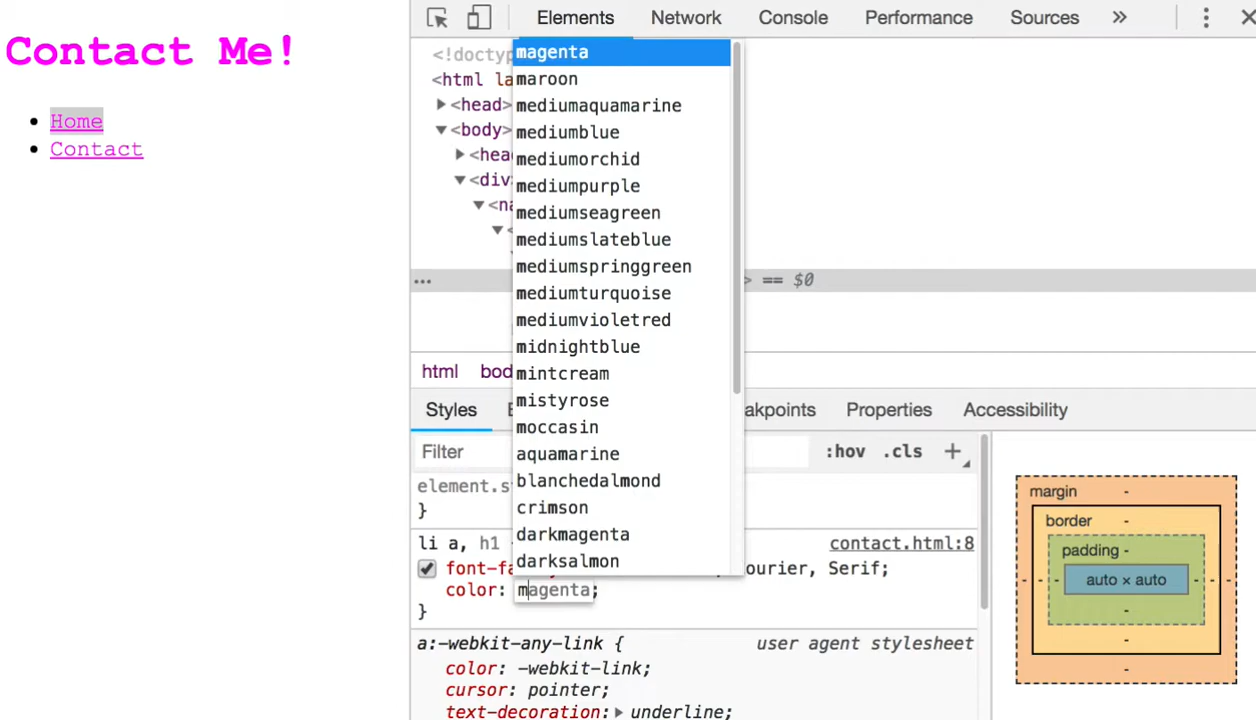 Contact Me!
Home
Contact
Elements Network Console Performance Sources »
<!doctyp
<html la
<head>
<body>
<hea
<div
<na
<
... > == $0
html bod
Styles E akpoints Properties Accessibility
Filter :hov .cls +
element.s
}
li a, h1 contact.html:8
font-fa ourier, Serif;
color: magenta;
}
a:-webkit-any-link { user agent stylesheet
color: -webkit-link;
cursor: pointer;
text-decoration: underline;
magenta
maroon
mediumaquamarine
mediumblue
mediumorchid
mediumpurple
mediumseagreen
mediumslateblue
mediumspringgreen
mediumturquoise
mediumvioletred
midnightblue
mintcream
mistyrose
moccasin
aquamarine
blanchedalmond
crimson
darkmagenta
darksalmon
margin -
border -
padding -
- - - auto × auto - - -
-
-
-